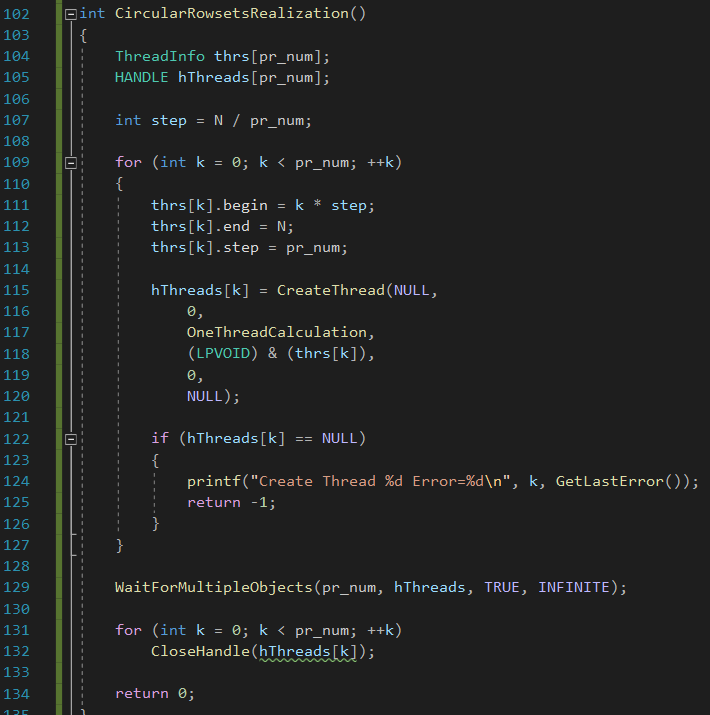 102 int CircularRowsetsRealization()
103 {
104     ThreadInfo thrs[pr_num];
105     HANDLE hThreads[pr_num];
106
107     int step = N / pr_num;
108
109     for (int k = 0; k < pr_num; ++k)
110     {
111         thrs[k].begin = k * step;
112         thrs[k].end = N;
113         thrs[k].step = pr_num;
114
115         hThreads[k] = CreateThread(NULL,
116             0,
117             OneThreadCalculation,
118             (LPVOID) & (thrs[k]),
119             0,
120             NULL);
121
122         if (hThreads[k] == NULL)
123         {
124             printf("Create Thread %d Error=%d\n", k, GetLastError());
125             return -1;
126         }
127     }
128
129     WaitForMultipleObjects(pr_num, hThreads, TRUE, INFINITE);
130
131     for (int k = 0; k < pr_num; ++k)
132         CloseHandle(hThreads[k]);
133
134     return 0;
135 }